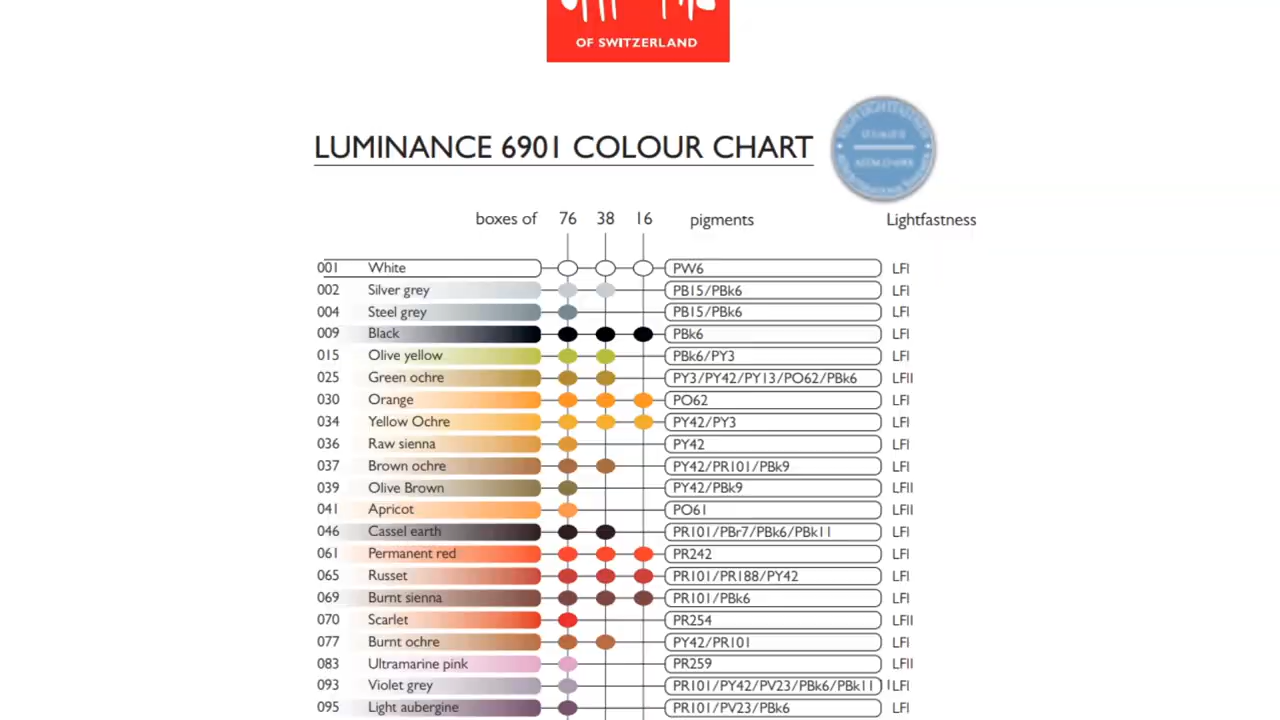 OF SWITZERLAND
LUMINANCE 6901 COLOUR CHART
boxes of 76 38 16 pigments Lightfastness
001 White PW6 LFI
002 Silver grey PB15/PBk6 LFI
004 Steel grey PB15/PBk6 LFI
009 Black PBk6 LFI
015 Olive yellow PBk6/PY3 LFI
025 Green ochre PY3/PY42/PY13/PO62/PBk6 LFII
030 Orange PO62 LFI
034 Yellow Ochre PY42/PY3 LFI
036 Raw sienna PY42 LFI
037 Brown ochre PY42/PR101/PBk9 LFI
039 Olive Brown PY42/PBk9 LFII
041 Apricot PO61 LFII
046 Cassel earth PR101/PBr7/PBk6/PBk11 LFI
061 Permanent red PR242 LFI
065 Russet PR101/PR188/PY42 LFI
069 Burnt sienna PR101/PBk6 LFI
070 Scarlet PR254 LFII
077 Burnt ochre PY42/PR101 LFI
083 Ultramarine pink PR259 LFII
093 Violet grey PR101/PY42/PV23/PBk6/PBk11 LFI
095 Light aubergine PR101/PV23/PBk6 LFI